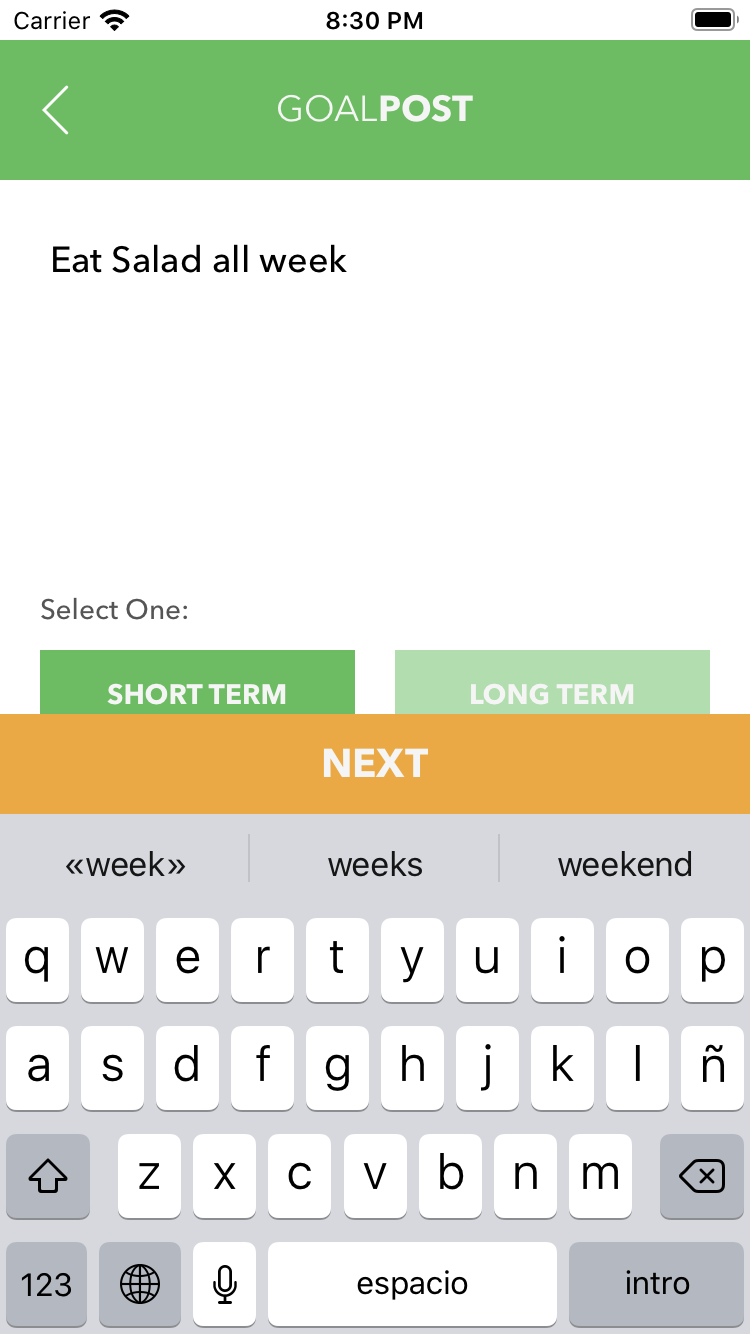 Carrier 8:30 PM
GOALPOST
Eat Salad all week
Select One:
SHORT TERM LONG TERM
NEXT
«week» weeks weekend
q w e r t y u i o p
a s d f g h j k l ñ
z x c v b n m
123 espacio intro